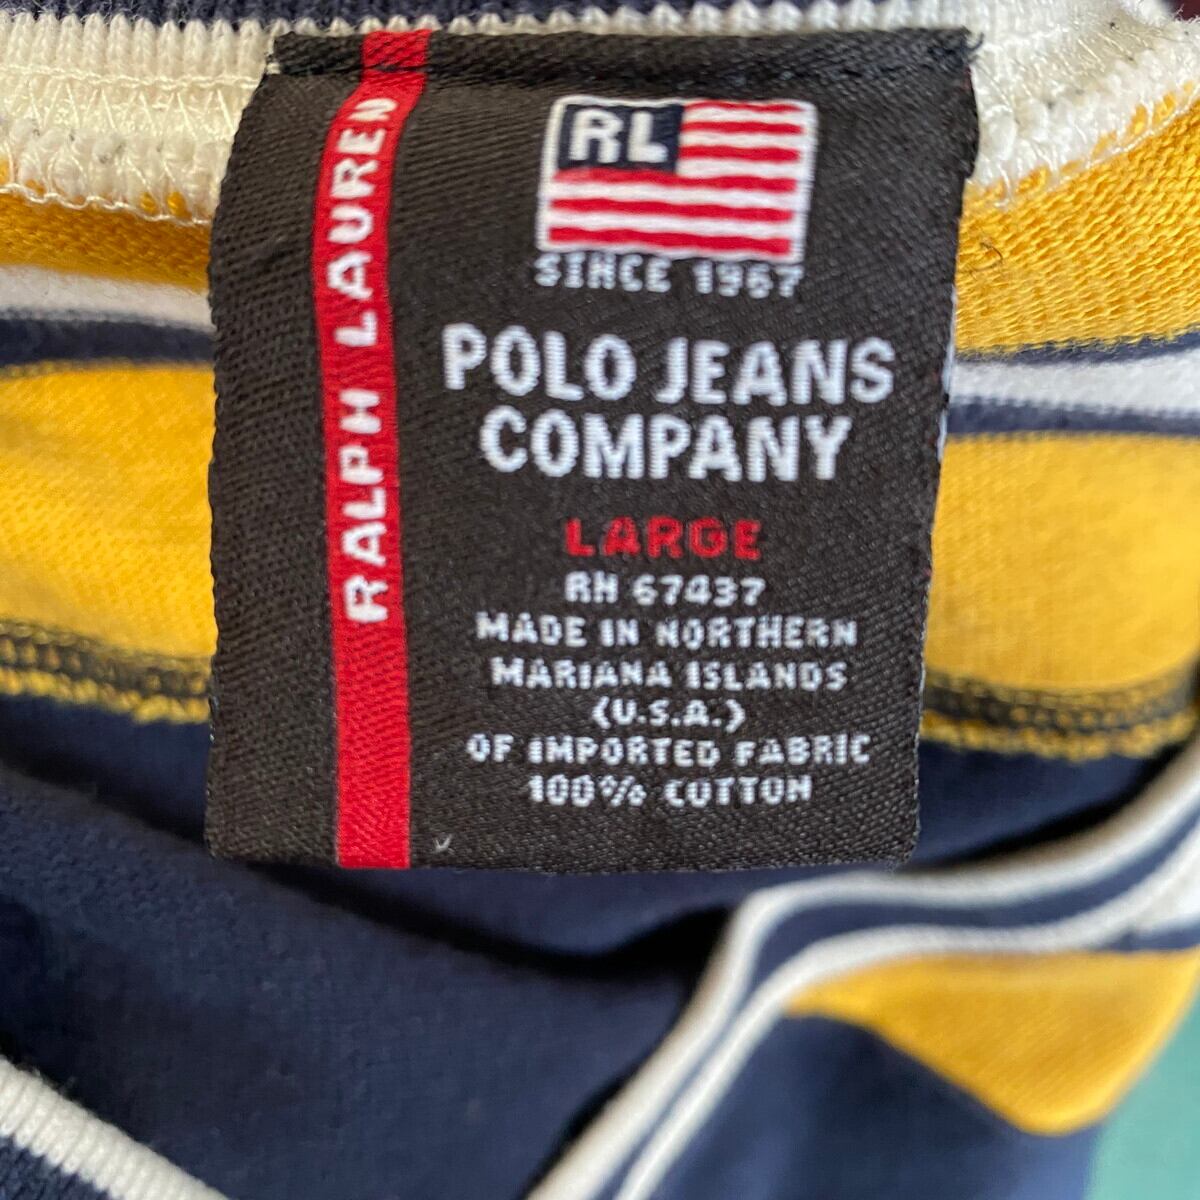 RALPH LAUREN
RL
SINCE 1967
POLO JEANS
COMPANY
LARGE
RN 67437
MADE IN NORTHERN
MARIANA ISLANDS
(U.S.A.)
OF IMPORTED FABRIC
100% COTTON